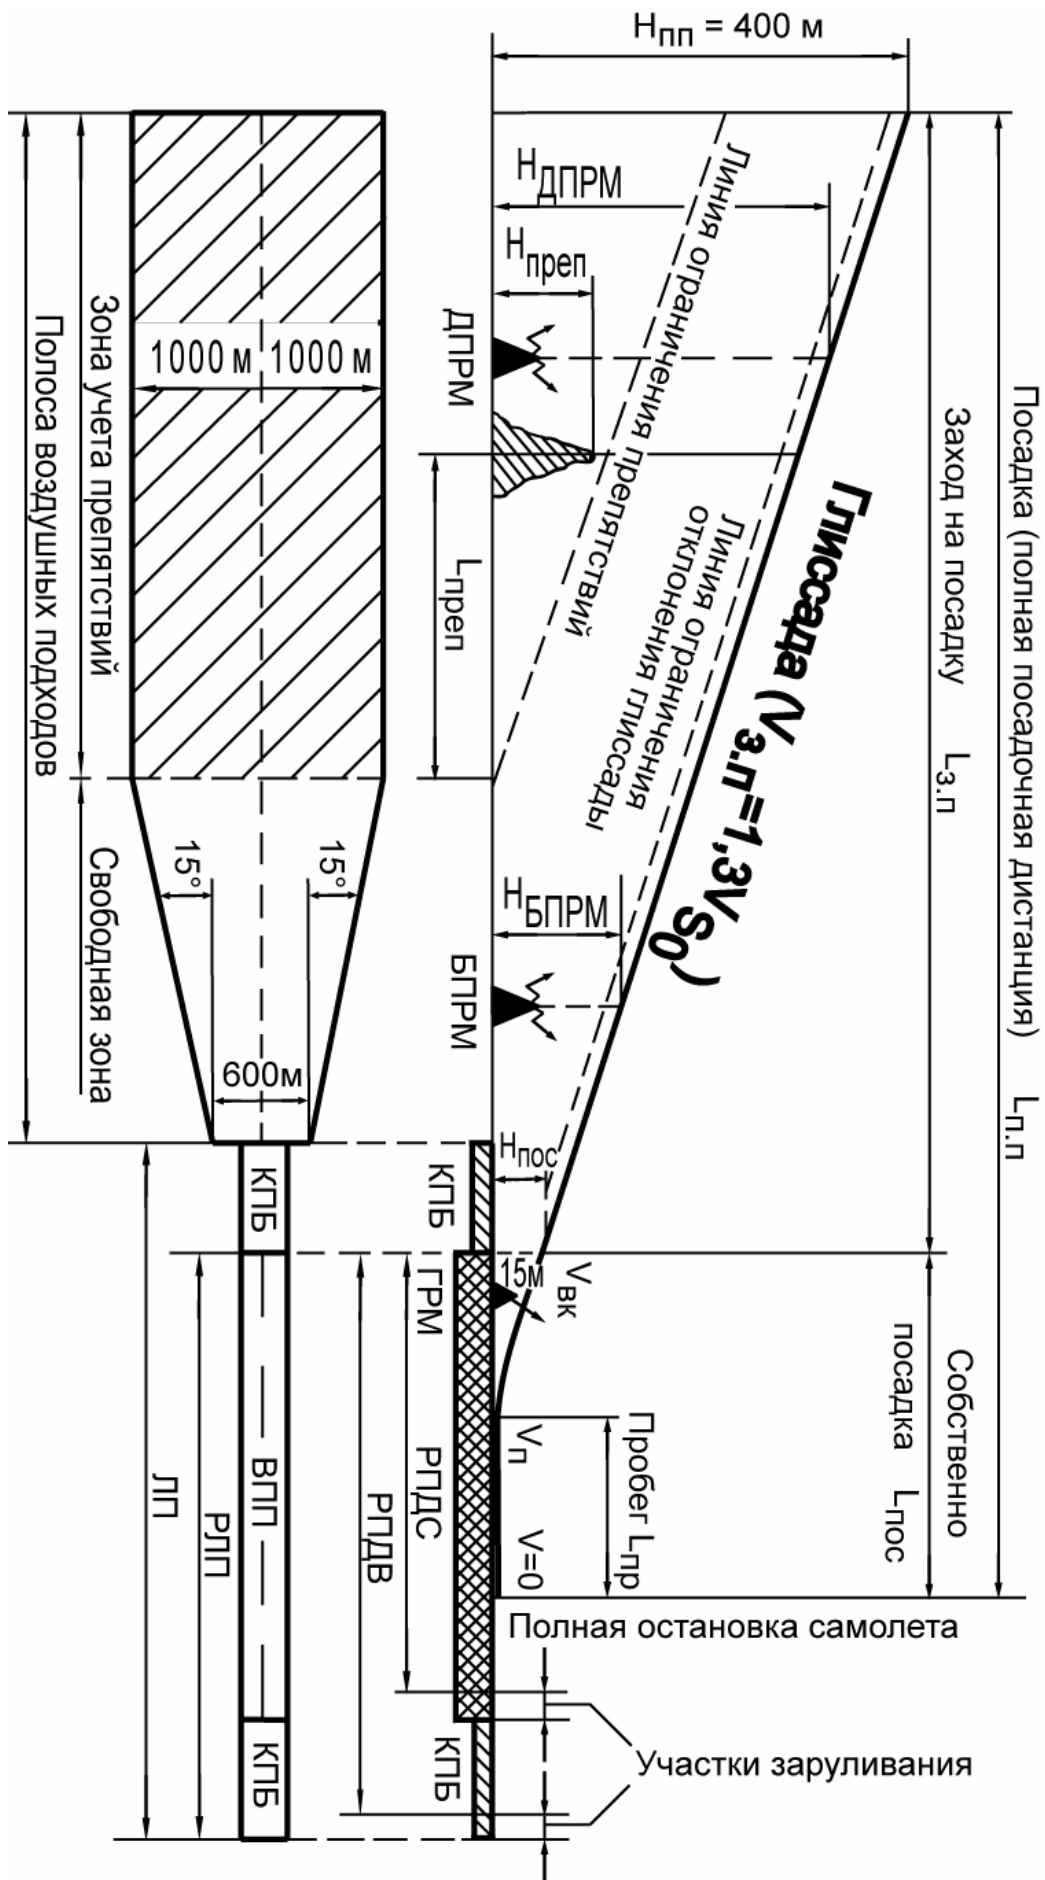 Hпп = 400 м
HДПРМ
Hпреп
ДПРМ
Lпреп
Линия ограничения препятствий
Линия ограничения
отклонения глиссады
Глиссада (Vз.п=1,3VS0)
Заход на посадку Lз.п
Посадка (полная посадочная дистанция) Lп.п
Зона учета препятствий
Полоса воздушных подходов
1000 м
1000 м
Свободная зона
15°
15°
600м
HБПРМ
БПРМ
Hпос
КПБ
КПБ
15м
Vвк
ГРМ
Собственно
посадка Lпос
Пробег Lпр
Vп
V=0
РПДС
РПДВ
ВПП
РЛП
ЛП
Полная остановка самолета
КПБ
КПБ
Участки заруливания